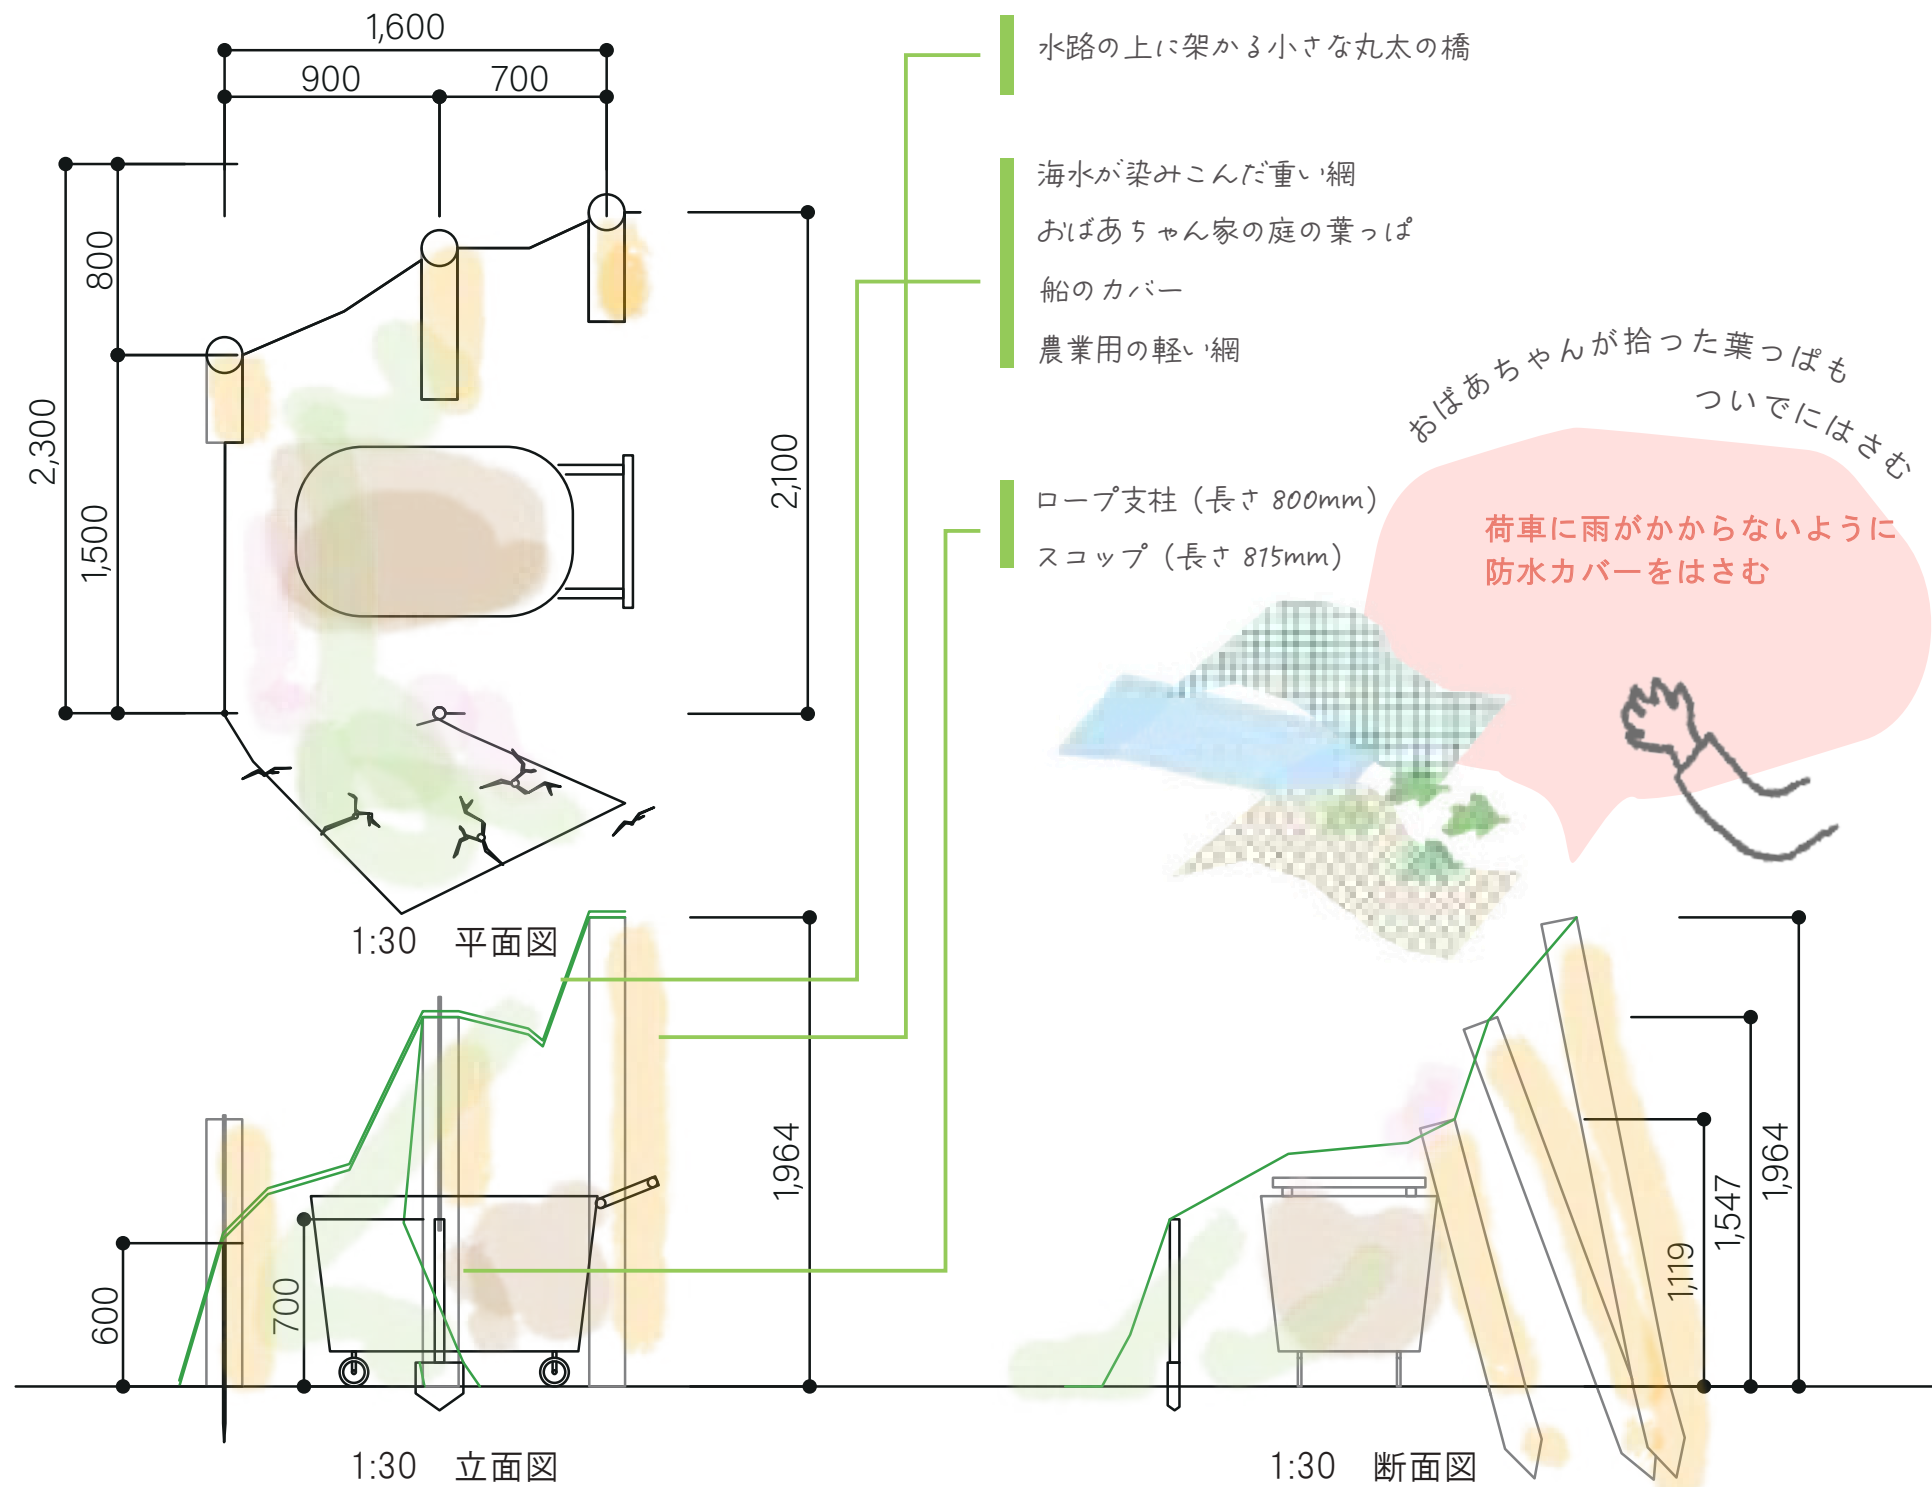 1,600
900
700
800
2,300
1,500
2,100
1:30 平面図
水路の上に架かる小さな丸太の橋
海水が染みこんだ重い網
おばあちゃん家の庭の葉っぱ
船のカバー
農業用の軽い網
ロープ支柱（長さ 800mm）
スコップ（長さ 815mm）
おばあちゃんが拾った葉っぱも
ついでにはさむ
荷車に雨がかからないように
防水カバーをはさむ
600
700
1,964
1:30 立面図
1,119
1,547
1,964
1:30 断面図